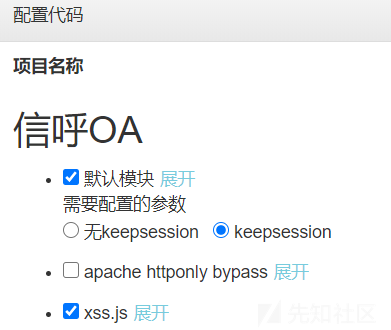 配置代码
项目名称
信呼OA
默认模块 展开
需要配置的参数
无keepsession keepsession
apache httponly bypass 展开
xss.js 展开
先知社区